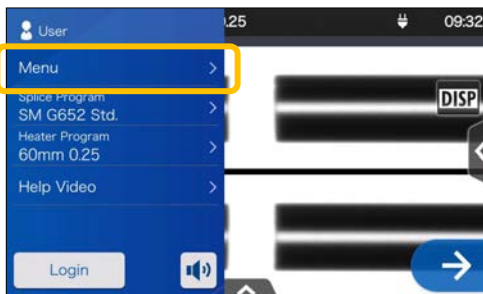 User
.25
09:32
Menu
Splice Program
SM G652 Std.
DISP
Heater Program
60mm 0.25
Help Video
Login